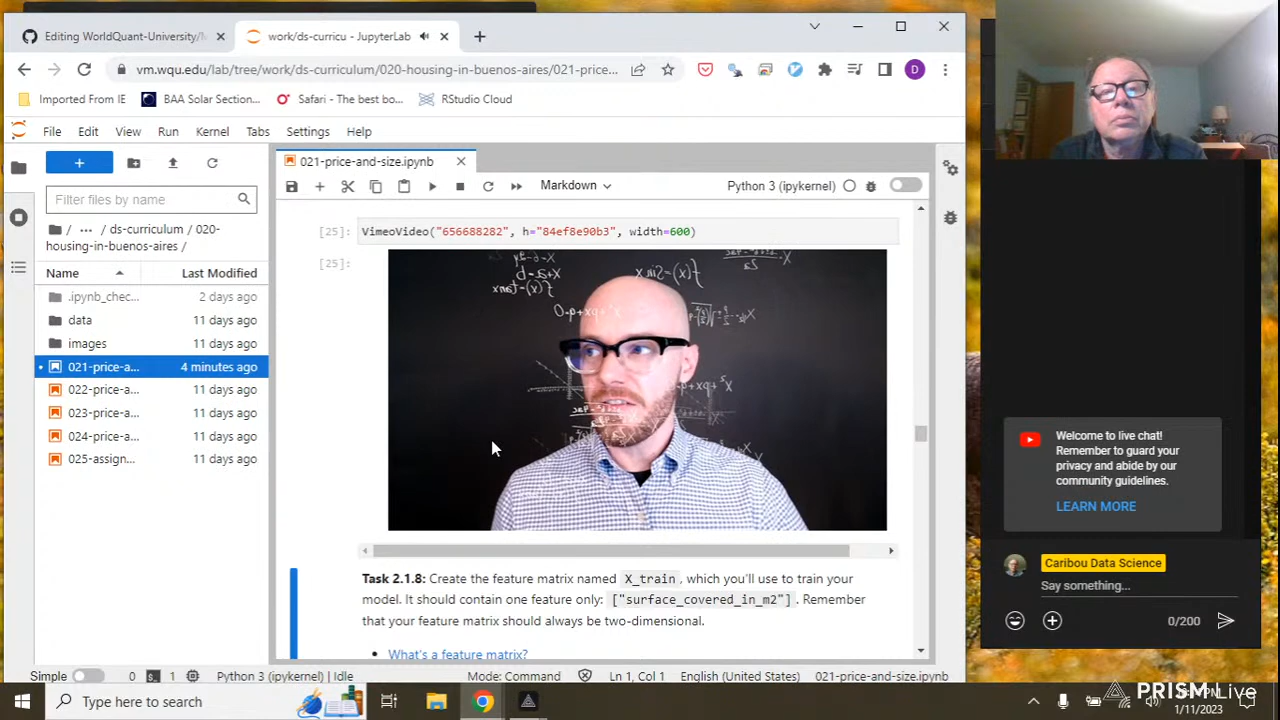 Editing WorldQuant-University/
work/ds-curricu - JupyterLab
vm.wqu.edu/lab/tree/work/ds-curriculum/020-housing-in-buenos-aires/021-price...
D
Imported From IE
BAA Solar Section...
Safari - The best bo...
RStudio Cloud
File Edit View Run Kernel Tabs Settings Help
021-price-and-size.ipynb
Filter files by name
Markdown
Python 3 (ipykernel)
/ ... / ds-curriculum / 020-
housing-in-buenos-aires /
Name Last Modified
.ipynb_chec... 2 days ago
data 11 days ago
images 11 days ago
021-price-a... 4 minutes ago
022-price-a... 11 days ago
023-price-a... 11 days ago
024-price-a... 11 days ago
025-assign... 11 days ago
[25]: VimeoVideo("656688282", h="84ef8e90b3", width=600)
[25]:
Task 2.1.8: Create the feature matrix named X_train, which you'll use to train your
model. It should contain one feature only: ["surface_covered_in_m2"]. Remember
that your feature matrix should always be two-dimensional.
What's a feature matrix?
Simple 0 1 Python 3 (ipykernel) | Idle Mode: Command Ln 1, Col 1 English (United States) 021-price-and-size.ipynb
Welcome to live chat!
Remember to guard your
privacy and abide by our
community guidelines.
LEARN MORE
Caribou Data Science
Say something...
0/200
Type here to search
PRISM Live
1/11/2023